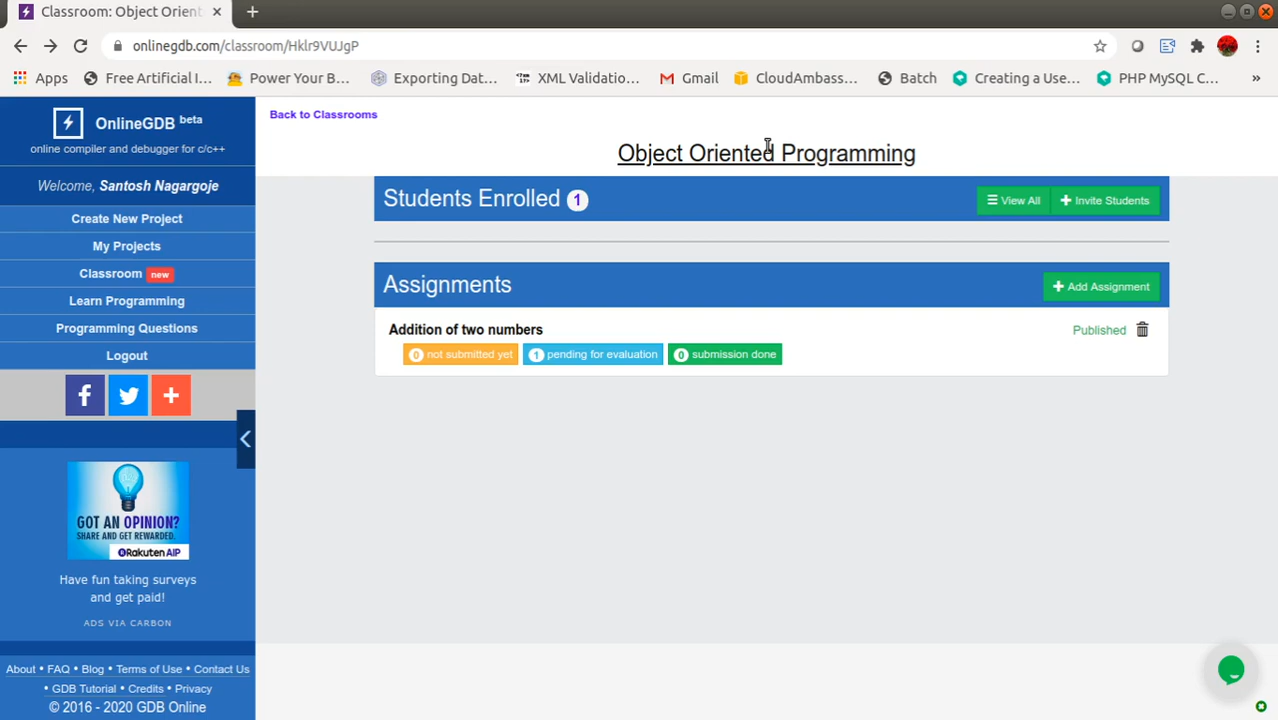 Classroom: Object Orient
onlinegdb.com/classroom/Hklr9VUJgP
Apps
Free Artificial I...
Power Your B...
Exporting Dat...
XML Validatio...
Gmail
CloudAmbass...
Batch
Creating a Use...
PHP MySQL C...
»
OnlineGDB beta
online compiler and debugger for c/c++
Welcome, Santosh Nagargoje
Create New Project
My Projects
Classroom new
Learn Programming
Programming Questions
Logout
GOT AN OPINION?
SHARE AND GET REWARDED.
Rakuten AIP
Have fun taking surveys
and get paid!
ADS VIA CARBON
About • FAQ • Blog • Terms of Use • Contact Us
• GDB Tutorial • Credits • Privacy
© 2016 - 2020 GDB Online
Back to Classrooms
Object Oriented Programming
Students Enrolled 1
View All
Invite Students
Assignments
Add Assignment
Addition of two numbers
Published
0 not submitted yet
1 pending for evaluation
0 submission done